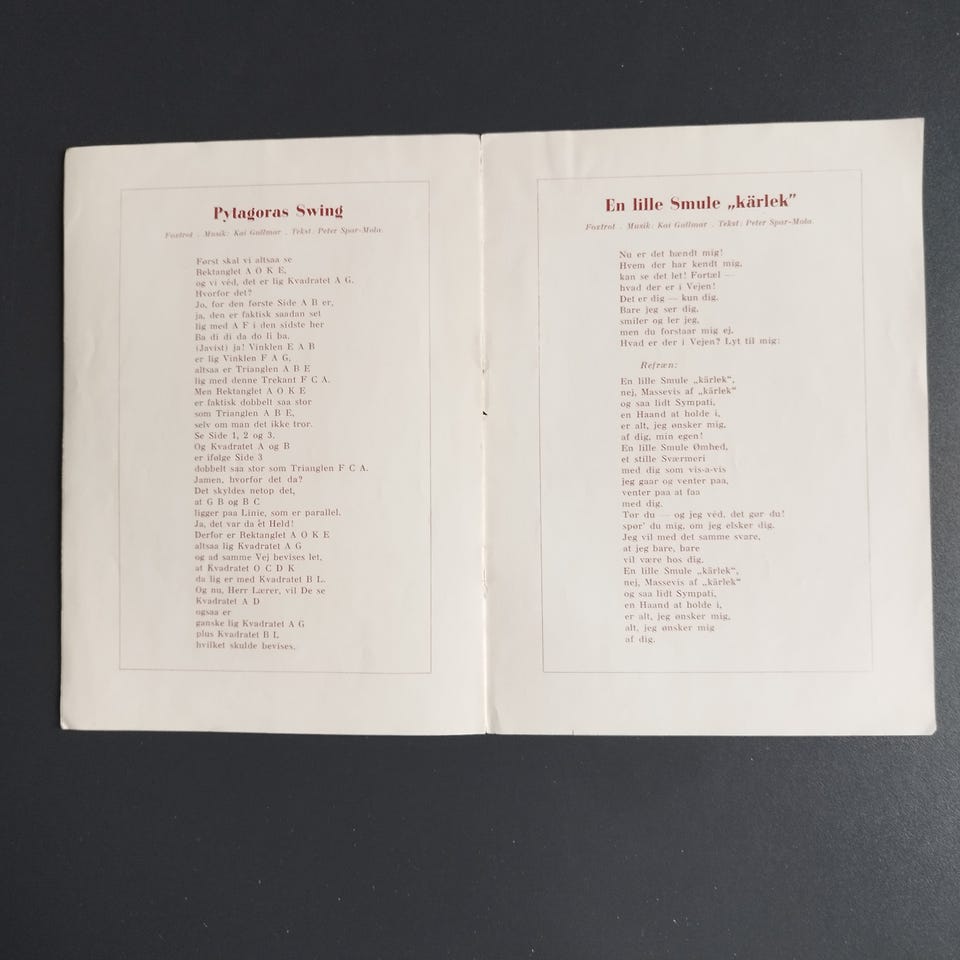 Pytagoras Swing
Foxtrot . Musik: Kai Gullmar . Tekst: Peter Spar-Mola.
Først skal vi altsaa se
Rektanglet A O K E,
og vi véd, det er lig Kvadratet A G.
Hvorfor det?
Jo, for den første Side A B er,
ja, den er faktisk saadan set
lig med A F i den sidste her
Ba di di da do li ba.
(Javist) ja! Vinklen E A B
er lig Vinklen F A G,
altsaa er Trianglen A B E
lig med denne Trekant F C A.
Men Rektanglet A O K E
er faktisk dobbelt saa stor
som Trianglen A B E,
selv om man det ikke tror.
Se Side 1, 2 og 3.
Og Kvadratet A og B
er ifølge Side 3
dobbelt saa stor som Trianglen F C A.
Jamen, hvorfor det da?
Det skyldes netop det,
at G B og B C
ligger paa Linie, som er parallel.
Ja, det var da et Held!
Derfor er Rektanglet A O K E
altsaa lig Kvadratet A G
og ad samme Vej bevises let,
at Kvadratet O C D K
da lig er med Kvadratet B L.
Og nu, Herr Lærer, vil De se
Kvadratet A D
ogsaa er
ganske lig Kvadratet A G
plus Kvadratet B L
hvilket skulde bevises.
En lille Smule „kärlek”
Foxtrot . Musik: Kai Gullmar . Tekst: Peter Spar-Mola.
Nu er det hændt mig!
Hvem der har kendt mig,
kan se det let! Fortæl —
hvad der er i Vejen!
Det er dig — kun dig.
Bare jeg ser dig,
smiler og ler jeg,
men du forstaar mig ej.
Hvad er der i Vejen? Lyt til mig:
Refræn:
En lille Smule „kärlek“,
nej, Massevis af „kärlek“
og saa lidt Sympati,
en Haand at holde i,
er alt, jeg ønsker mig,
af dig, min egen!
En lille Smule Ømhed,
et stille Sværmeri
med dig som vis-a-vis
jeg gaar og venter paa,
venter paa at faa
med dig.
Tør du — og jeg véd, det gør du!
spør' du mig, om jeg elsker dig.
Jeg vil med det samme svare,
at jeg bare, bare
vil være hos dig.
En lille Smule „kärlek“,
nej, Massevis af „kärlek“
og saa lidt Sympati,
en Haand at holde i,
er alt, jeg ønsker mig,
alt, jeg ønsker mig
af dig.